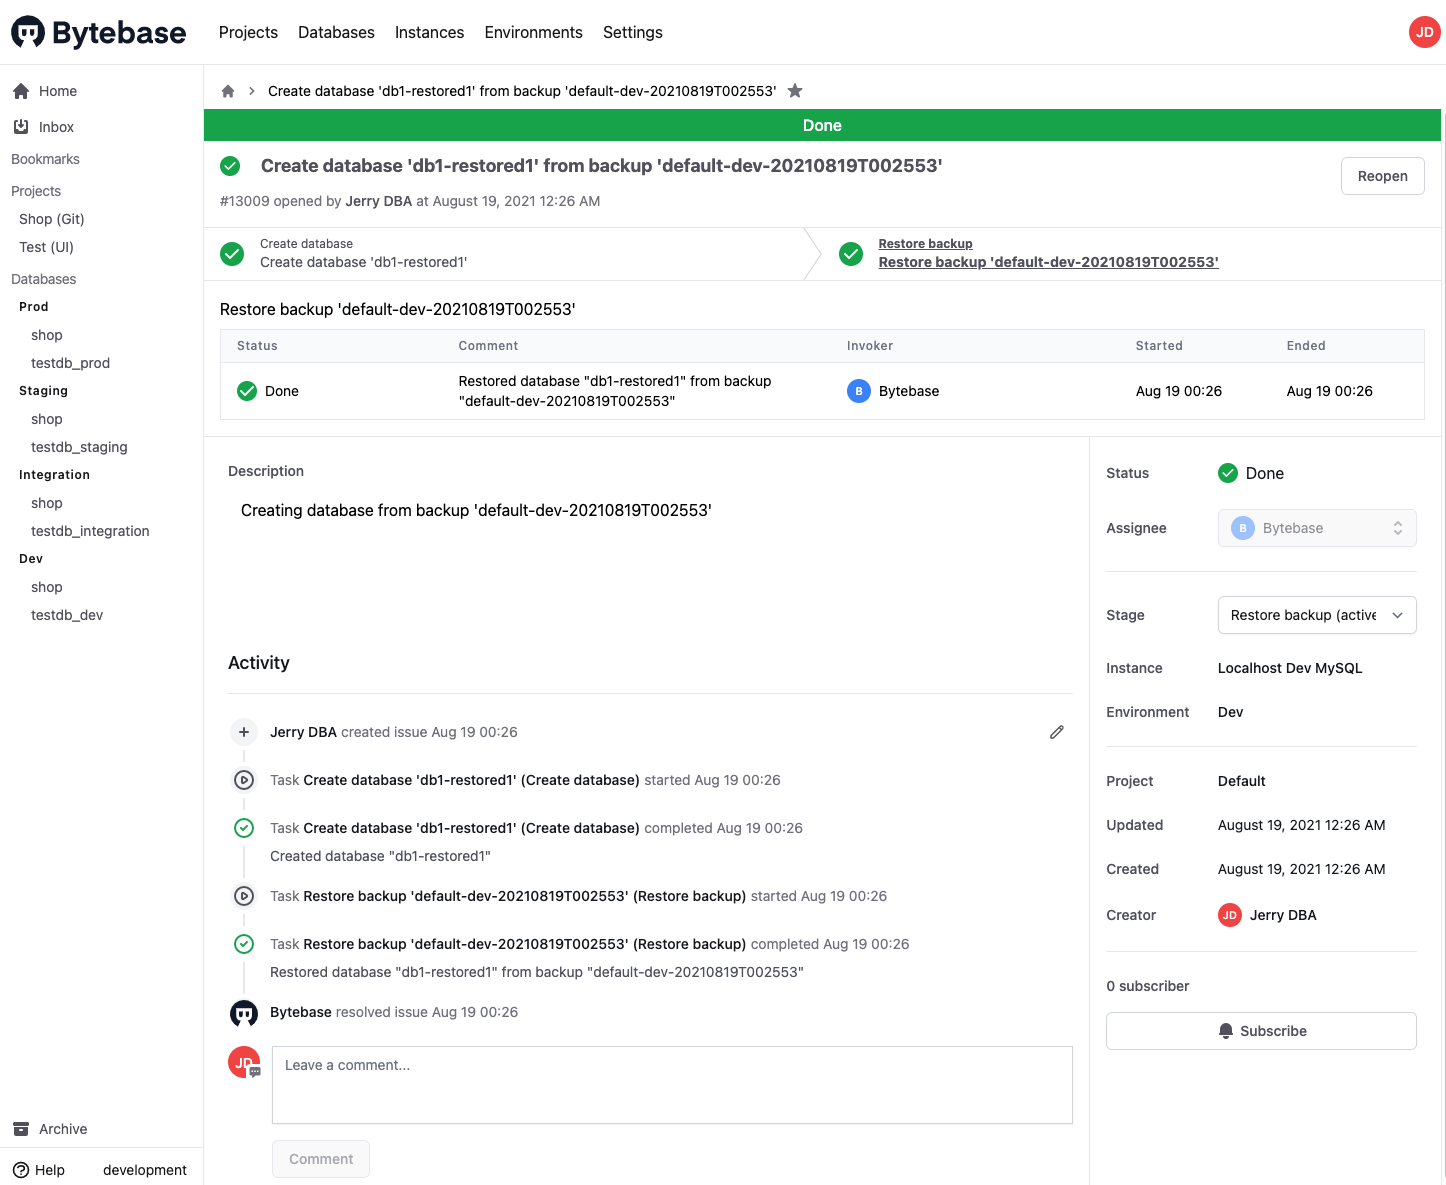 Bytebase
Projects
Databases
Instances
Environments
Settings
JD
Home
Inbox
Bookmarks
Projects
Shop (Git)
Test (UI)
Databases
Prod
shop
testdb_prod
Staging
shop
testdb_staging
Integration
shop
testdb_integration
Dev
shop
testdb_dev
Archive
Help
development
Create database 'db1-restored1' from backup 'default-dev-20210819T002553'
Done
Create database 'db1-restored1' from backup 'default-dev-20210819T002553'
#13009 opened by Jerry DBA at August 19, 2021 12:26 AM
Reopen
Create database
Create database 'db1-restored1'
Restore backup
Restore backup 'default-dev-20210819T002553'
Restore backup 'default-dev-20210819T002553'
Status Comment Invoker Started Ended
Done
Restored database "db1-restored1" from backup
"default-dev-20210819T002553"
B Bytebase
Aug 19 00:26
Aug 19 00:26
Description
Creating database from backup 'default-dev-20210819T002553'
Activity
Jerry DBA created issue Aug 19 00:26
Task Create database 'db1-restored1' (Create database) started Aug 19 00:26
Task Create database 'db1-restored1' (Create database) completed Aug 19 00:26
Created database "db1-restored1"
Task Restore backup 'default-dev-20210819T002553' (Restore backup) started Aug 19 00:26
Task Restore backup 'default-dev-20210819T002553' (Restore backup) completed Aug 19 00:26
Restored database "db1-restored1" from backup "default-dev-20210819T002553"
Bytebase resolved issue Aug 19 00:26
JD
Leave a comment...
Comment
Status Done
Assignee B Bytebase
Stage Restore backup (active
Instance Localhost Dev MySQL
Environment Dev
Project Default
Updated August 19, 2021 12:26 AM
Created August 19, 2021 12:26 AM
Creator JD Jerry DBA
0 subscriber
Subscribe